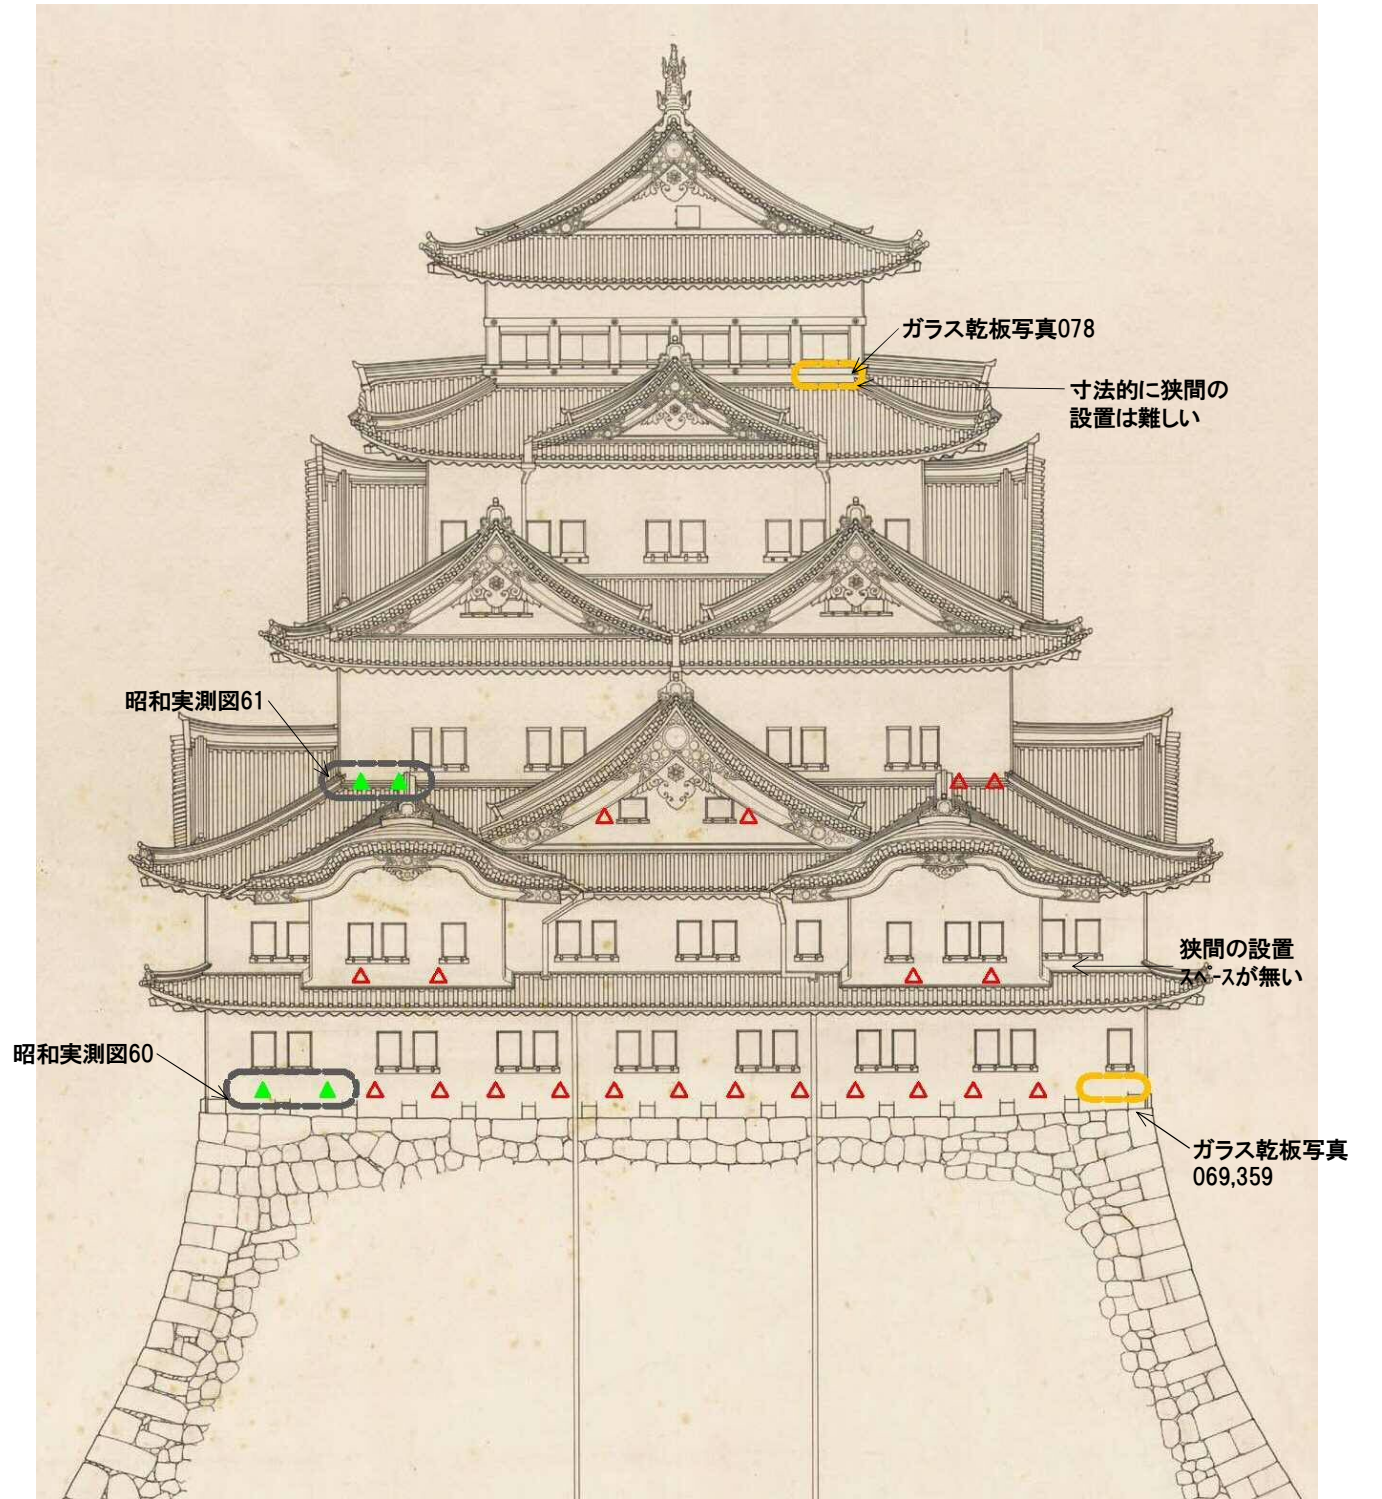 ガラス乾板写真078
寸法的に狭間の
設置は難しい
昭和実測図61
狭間の設置
ｽﾍﾟｰｽが無い
昭和実測図60
ガラス乾板写真
069,359